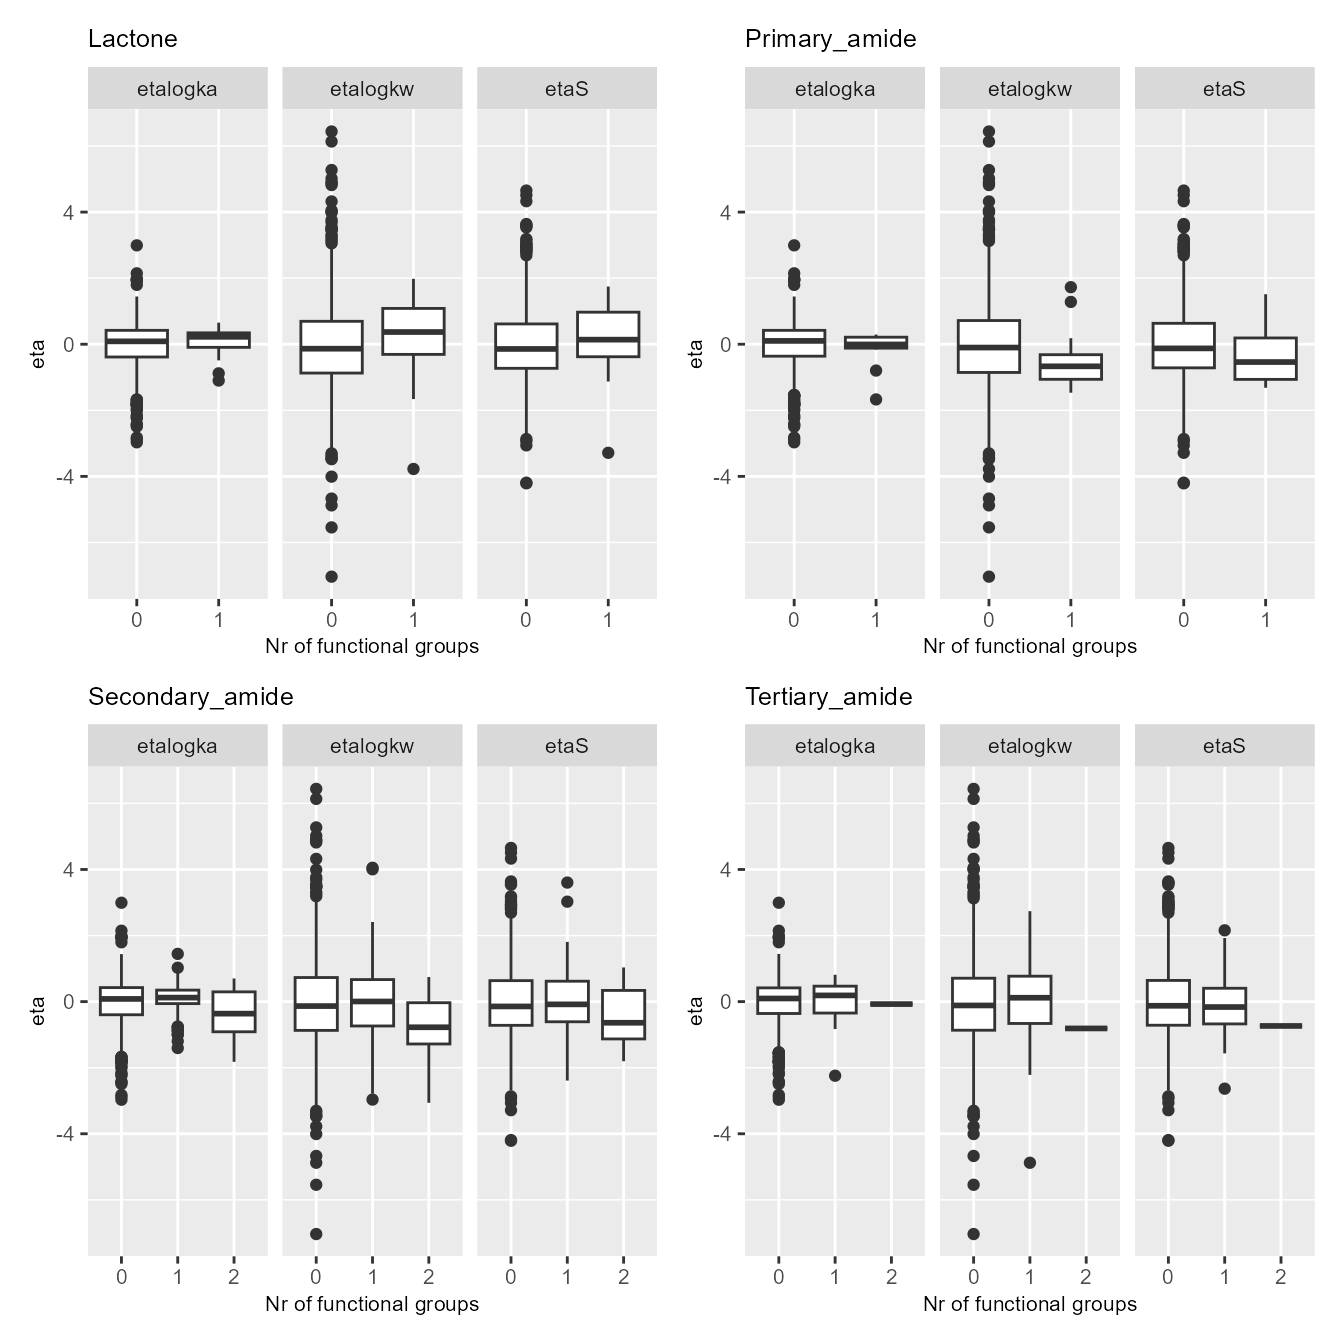 Lactone
etalogka etalogkw etaS
4
0
-4
eta
0 1 0 1 0 1
Nr of functional groups
Primary_amide
etalogka etalogkw etaS
4
0
-4
eta
0 1 0 1 0 1
Nr of functional groups
Secondary_amide
etalogka etalogkw etaS
4
0
-4
eta
0 1 2 0 1 2 0 1 2
Nr of functional groups
Tertiary_amide
etalogka etalogkw etaS
4
0
-4
eta
0 1 2 0 1 2 0 1 2
Nr of functional groups